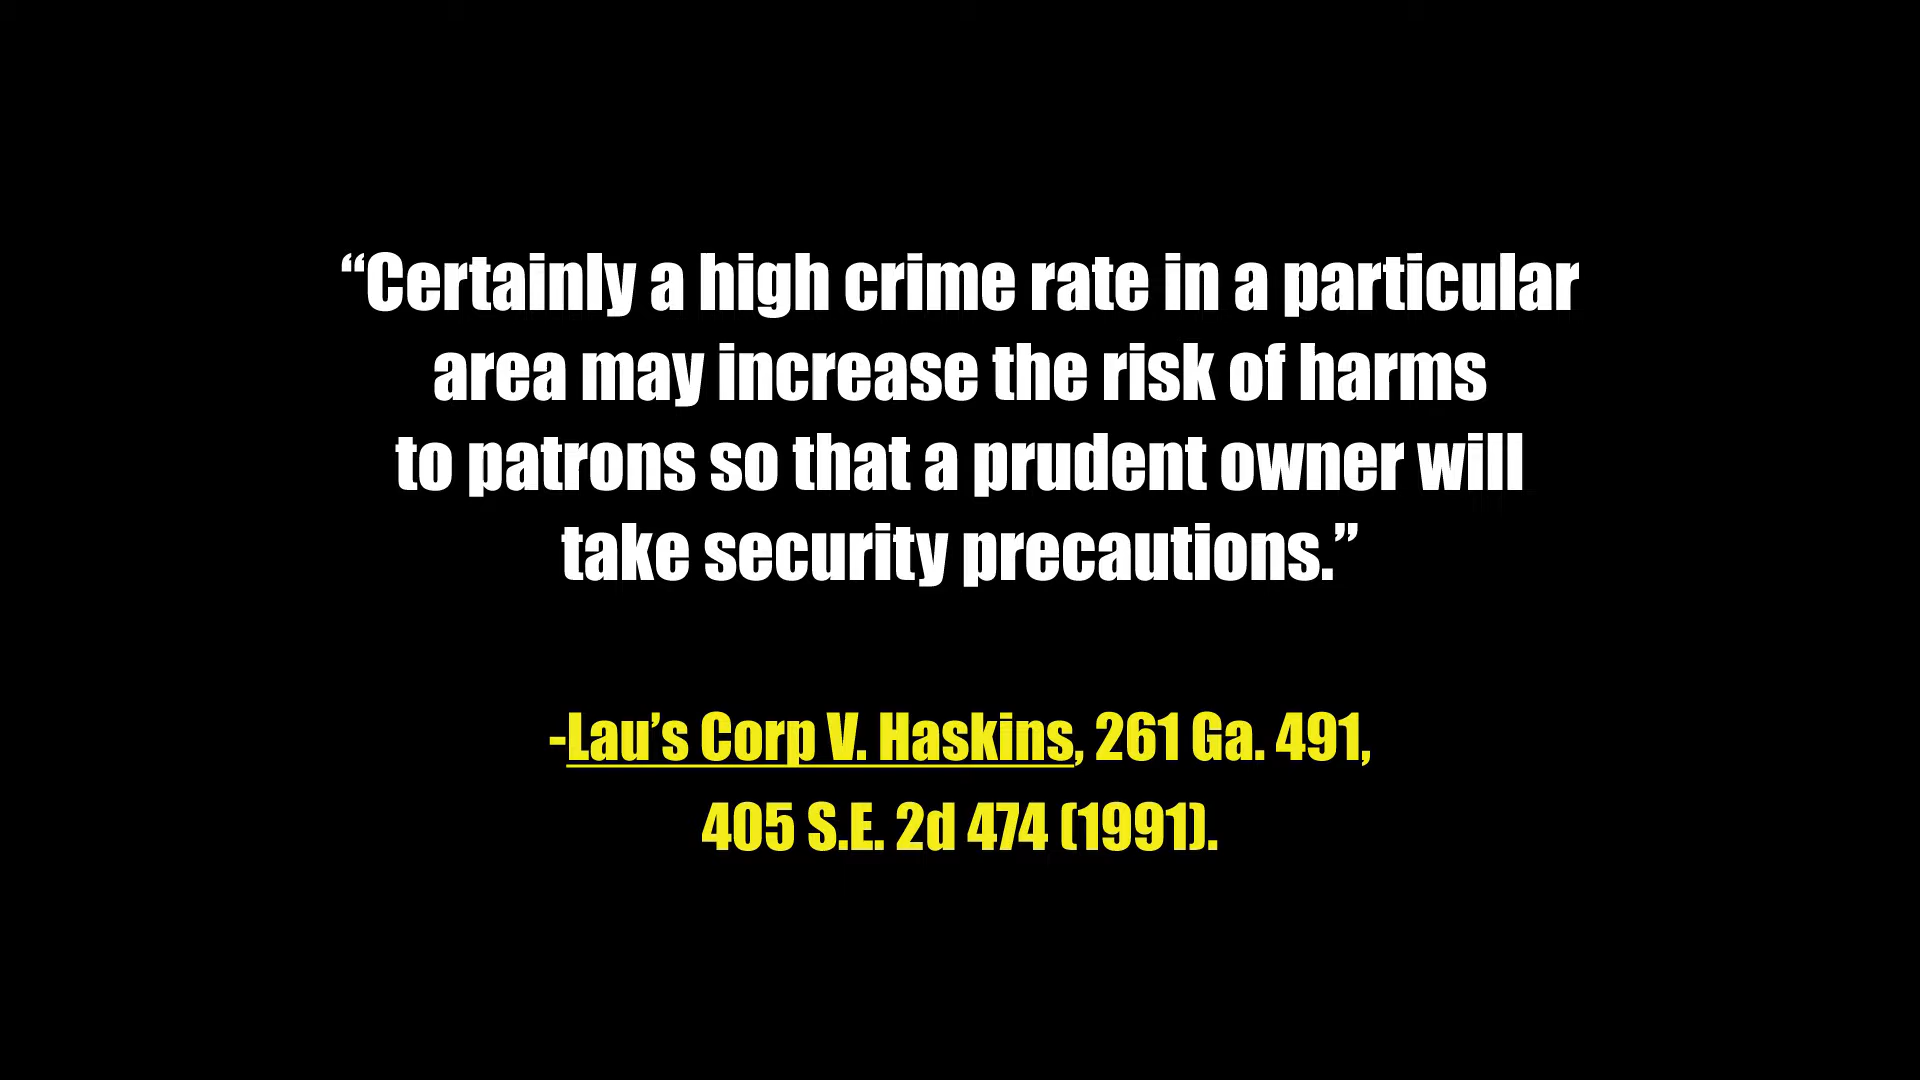 “Certainly a high crime rate in a particular
area may increase the risk of harms
to patrons so that a prudent owner will
take security precautions.”
-Lau’s Corp V. Haskins, 261 Ga. 491,
405 S.E. 2d 474 (1991).